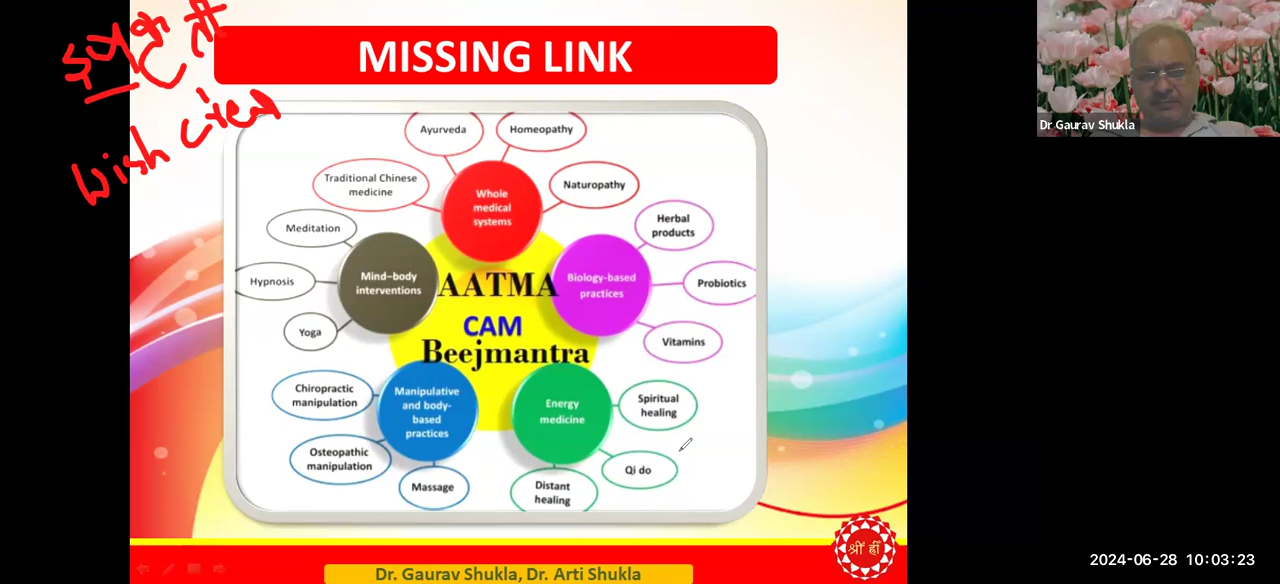 MISSING LINK
Wish
Ayurveda
Homeopathy
Traditional Chinese
medicine
Naturopathy
Whole
medical
systems
Meditation
Hypnosis
Yoga
Mind–body
interventions
Herbal
products
Probiotics
Vitamins
Biology-based
practices
AATMA
CAM
Beejmantra
Chiropractic
manipulation
Osteopathic
manipulation
Massage
Manipulative
and body-
based
practices
Energy
medicine
Spiritual
healing
Qi do
Distant
healing
श्रीं ह्रीं
Dr. Gaurav Shukla, Dr. Arti Shukla
Dr Gaurav Shukla
2024-06-28 10:03:23